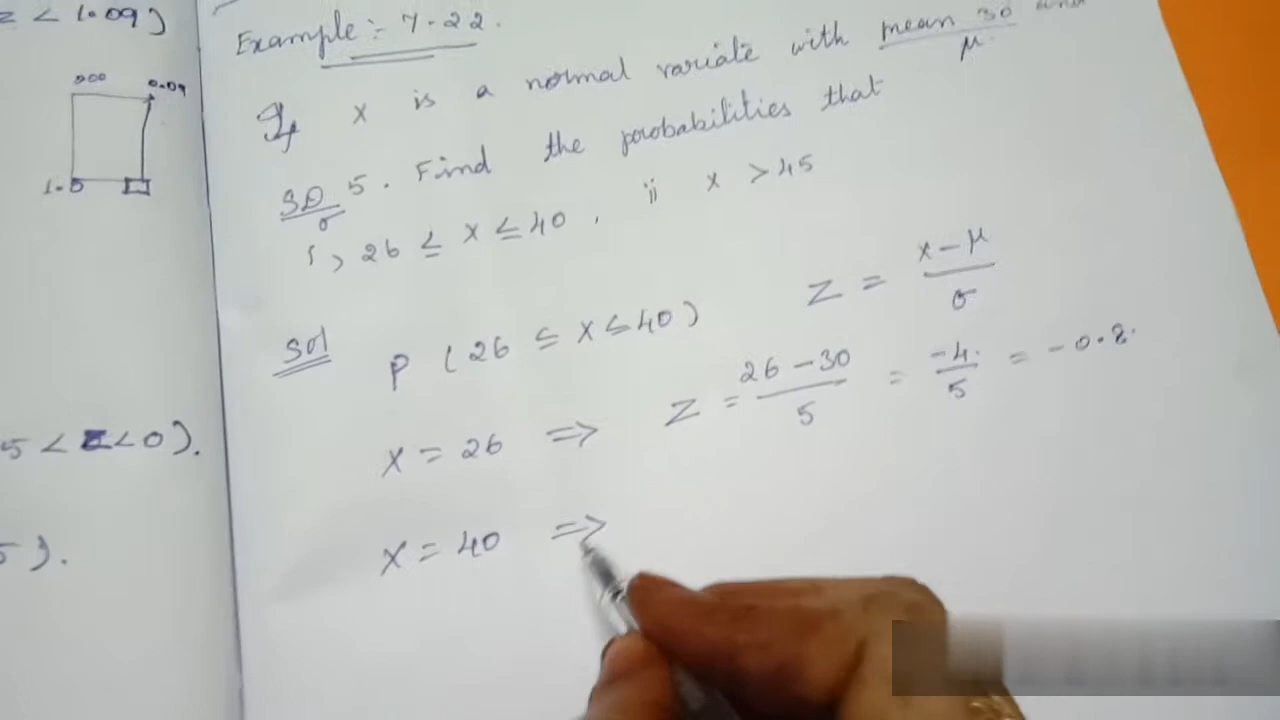 z < 1.09)
000 0.09
1.0
5 < z < 0).
5).
Example :- 7.22.
If x is a normal variate with mean 30 and
μ
SD 5. Find the probabilities that
σ
i, 26 ≤ x ≤ 40, ii x > 45
Sol P (26 ≤ x ≤ 40) Z = x-μ / σ
x = 26 ⇒ Z = 26-30 / 5 = -4 / 5 = -0.8.
x = 40 ⇒